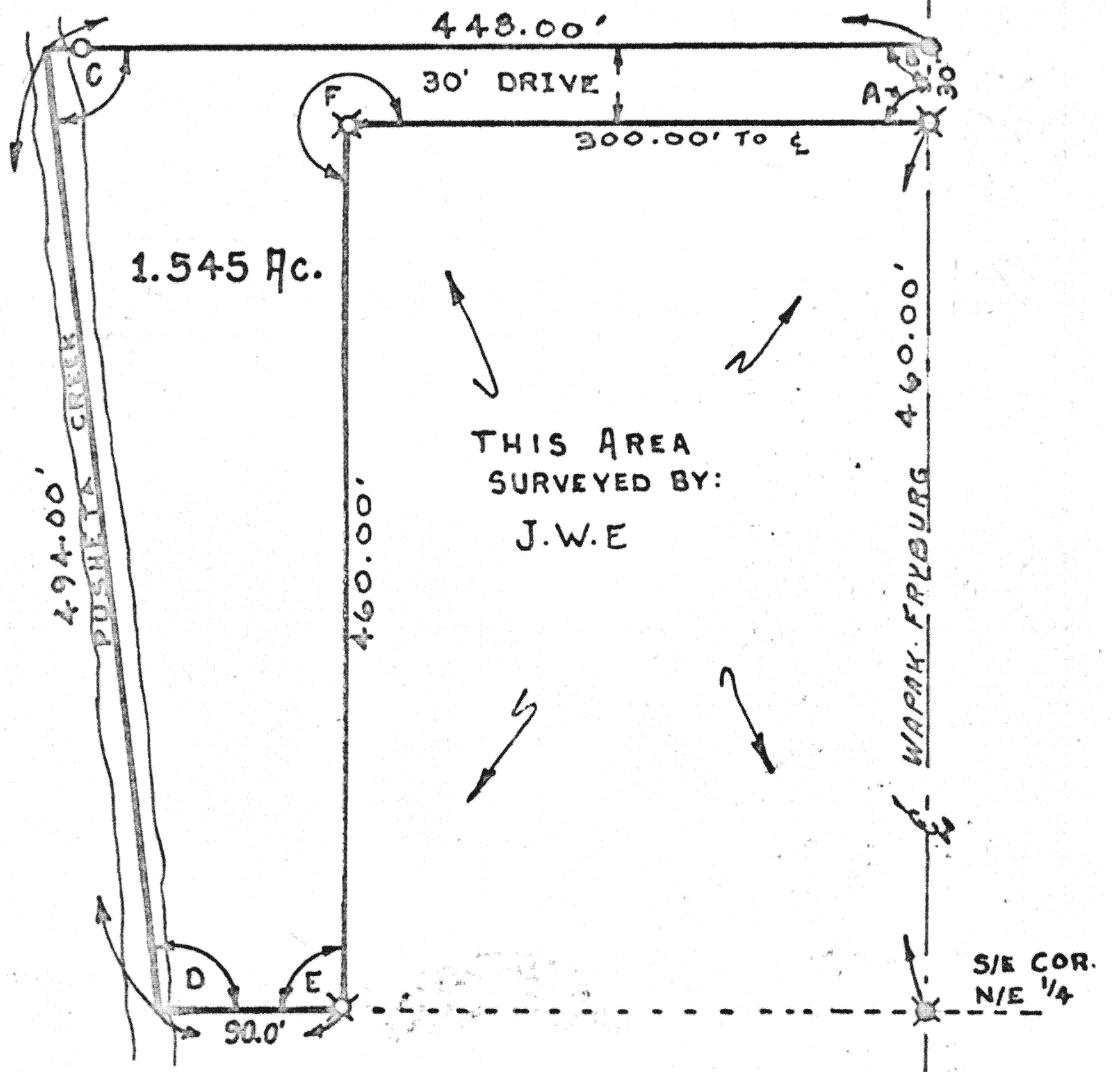 448.00'
C
30' DRIVE
A
30'
F
300.00' TO ℄
1.545 Ac.
PUSHETA CREEK
494.00'
460.00'
THIS AREA
SURVEYED BY:
J.W.E
WAPAK. FRYBURG 460.00'
D
E
90.0'
S/E COR.
N/E 1/4